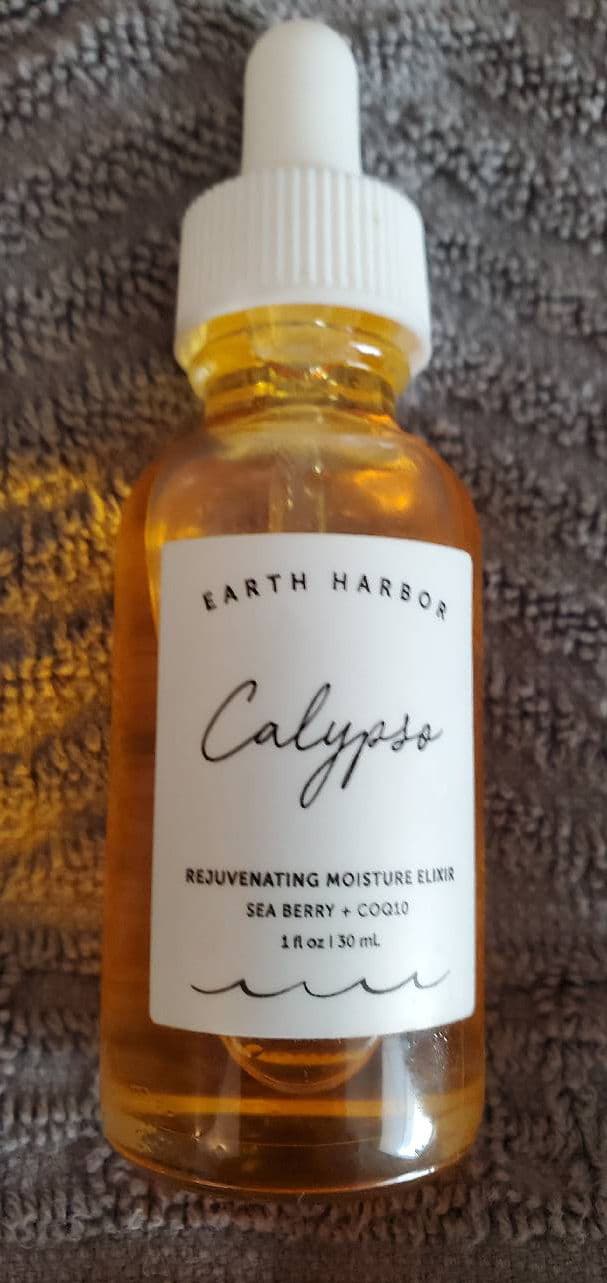 EARTH HARBOR
Calypso
REJUVENATING MOISTURE ELIXIR
SEA BERRY + COQ10
1 fl oz | 30 mL